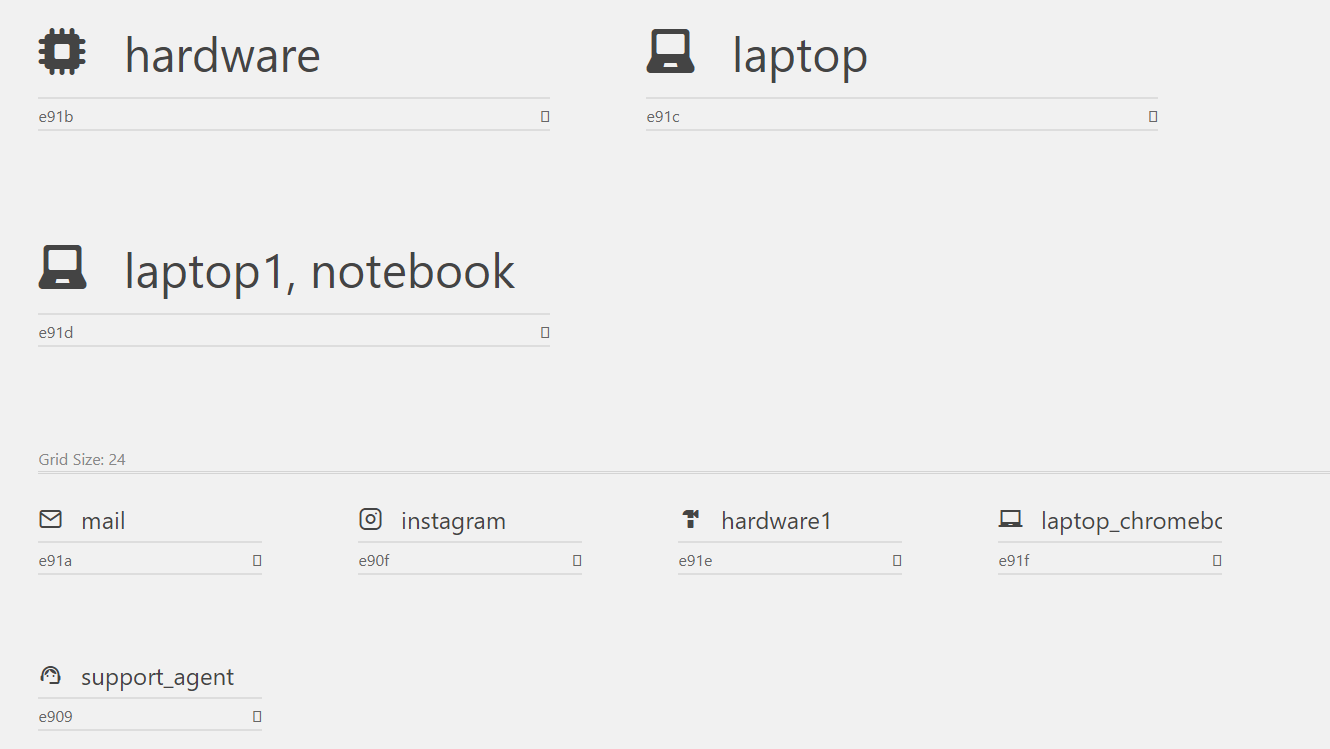 hardware
laptop
e91b
e91c
laptop1, notebook
e91d
Grid Size: 24
mail
instagram
hardware1
laptop_chromebo
e91a
e90f
e91e
e91f
support_agent
e909